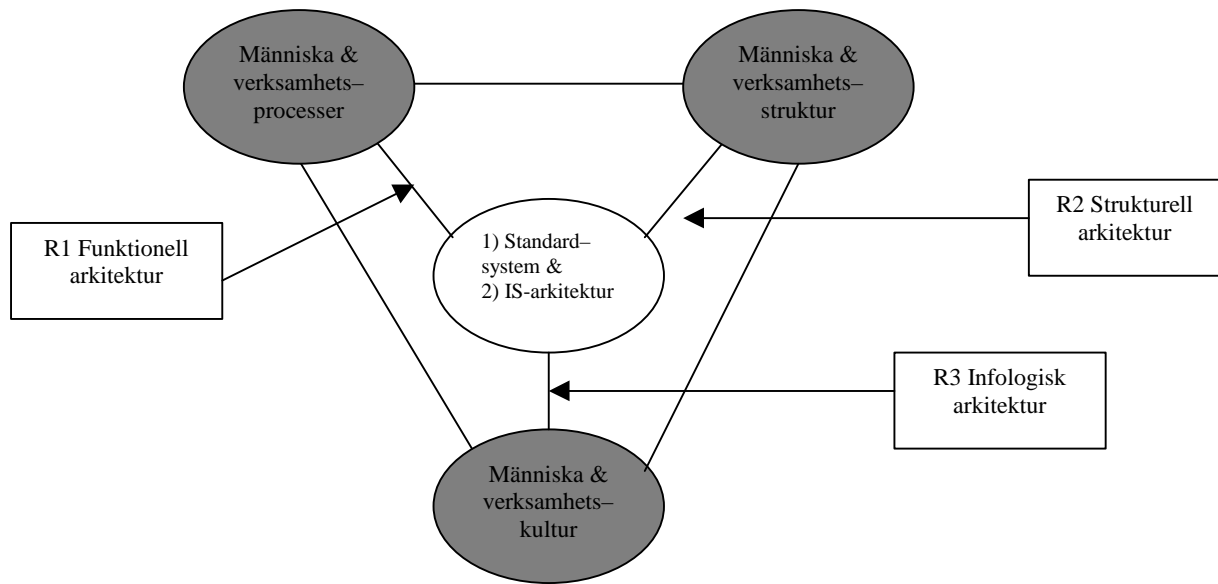 Människa &
verksamhets–
processer
Människa &
verksamhets–
struktur
R1 Funktionell
arkitektur
1) Standard–
system &
2) IS-arkitektur
R2 Strukturell
arkitektur
R3 Infologisk
arkitektur
Människa &
verksamhets–
kultur